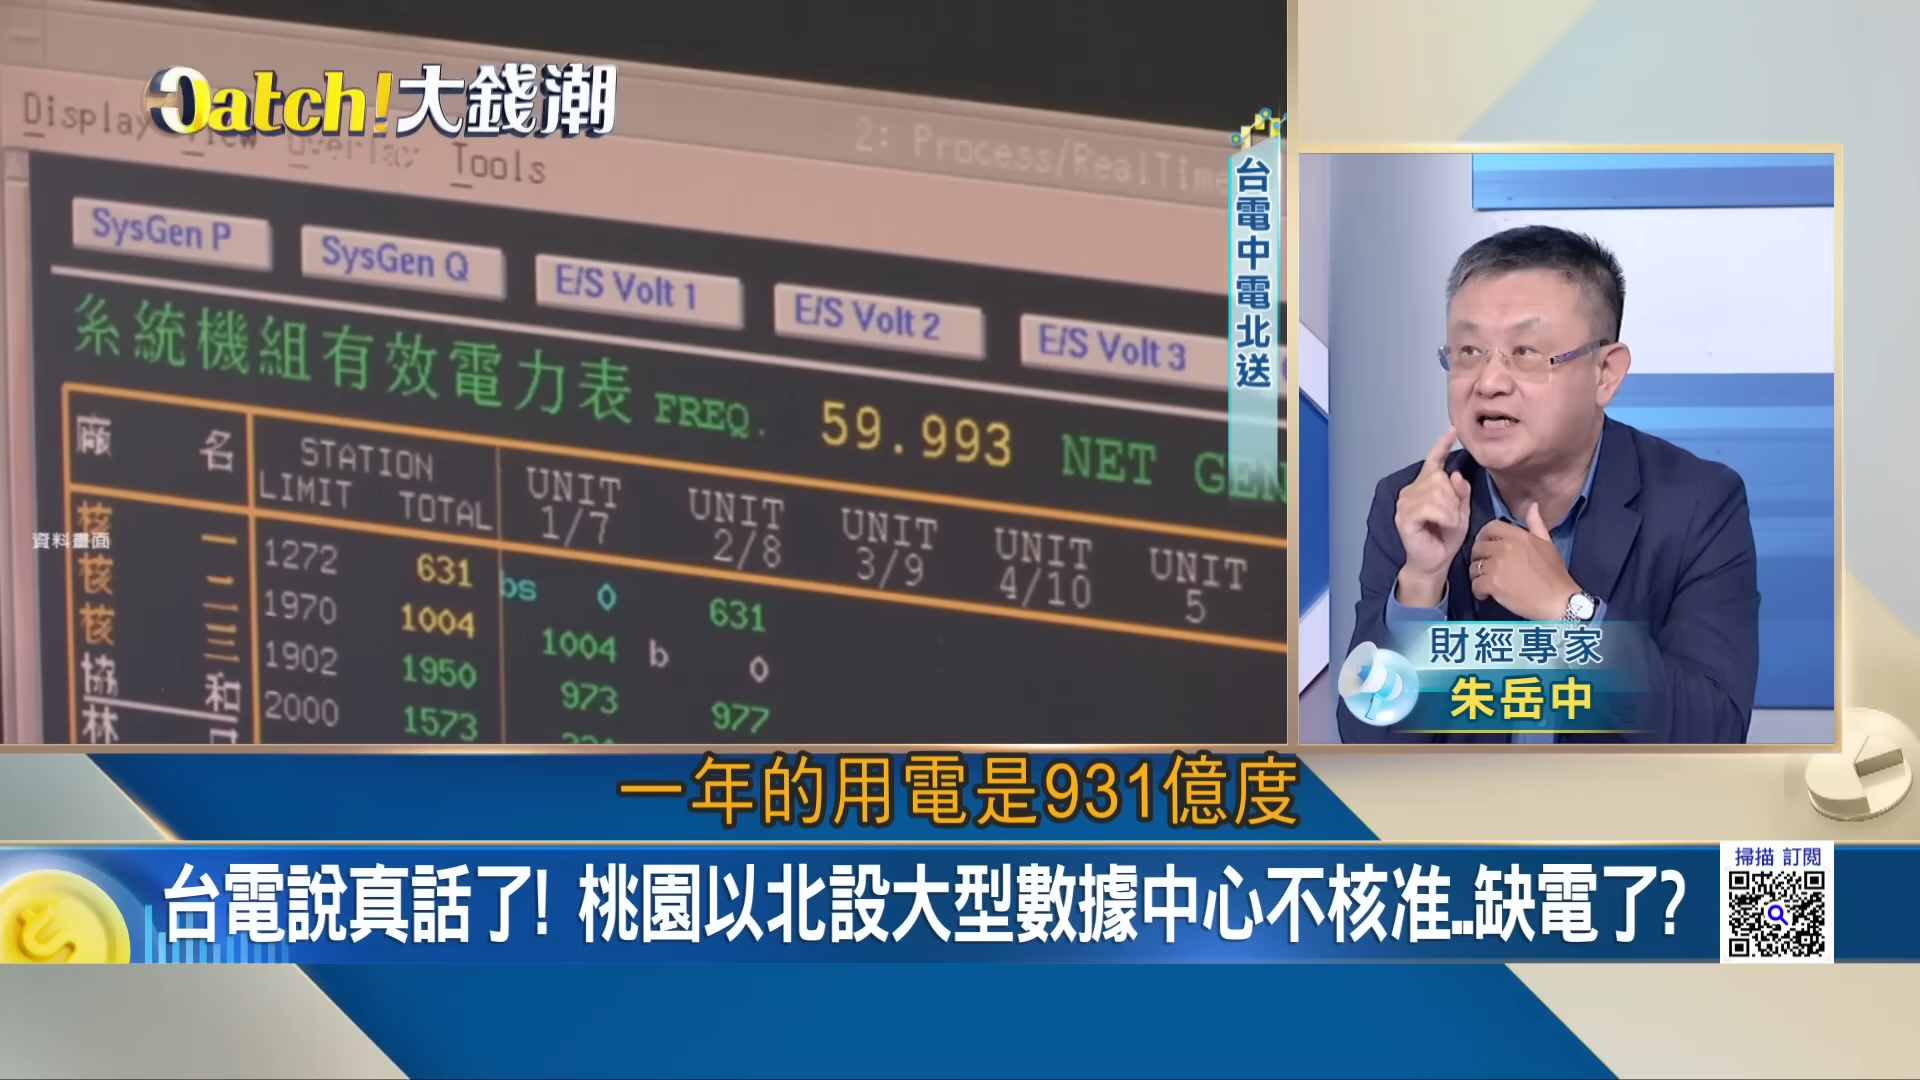 Catch!大錢潮
Display View Overlay Tools
2: Process/RealTime
SysGen P
SysGen Q
E/S Volt 1
E/S Volt 2
E/S Volt 3
系統機組有效電力表 FREQ. 59.993 NET GEN
廠名 STATION LIMIT TOTAL UNIT 1/7 UNIT 2/8 UNIT 3/9 UNIT 4/10 UNIT 5
核一 1272 631 bs 0 631
核二 1970 1004 1004 b 0
核三 1902 1950 973 977
協和 2000 1573
林口
資料畫面
台電中電北送
財經專家
朱岳中
一年的用電是931億度
台電說真話了! 桃園以北設大型數據中心不核准..缺電了?
掃描 訂閱